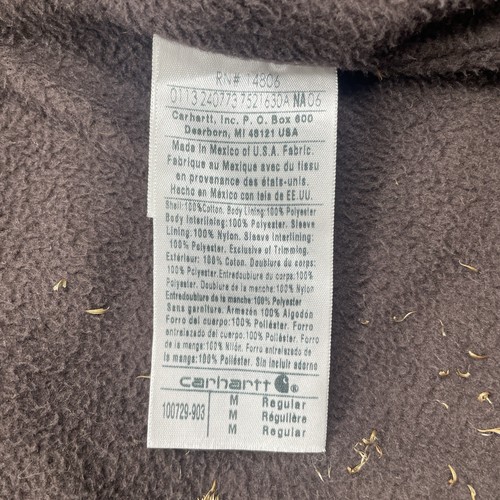 RN# 14806
0113 240773 7521630A NA06
Carhartt, Inc. P. O. Box 600
Dearborn, MI 48121 USA
Made in Mexico of U.S.A. Fabric.
Fabrique au Mexique avec du tissu
en provenance des états-unis.
Hecho en México con tela de EE.UU.
Shell:100%Cotton. Body Lining:100% Polyester
Body Interlining:100% Polyester. Sleeve
Lining:100% Nylon. Sleeve Interlining:
100% Polyester. Exclusive of Trimming.
Extérieur:100% Coton. Doublure du corps:
100% Polyester.Entredoublure du corps:100%
Polyester. Doublure de la manche:100% Nylon
Entredoublure de la manche:100% Polyester
Sans garniture. Armazón 100% Algodón
Forro del cuerpo:100% Poliéster. Forro
entrelazado del cuerpo:100% Poliéster. Forro de
la manga:100% Nilón. Forro entrelazado de
la manga:100% Poliéster. Sin incluir adorno
carhartt ®
100729-903 M Regular
M Régulière
M Regular